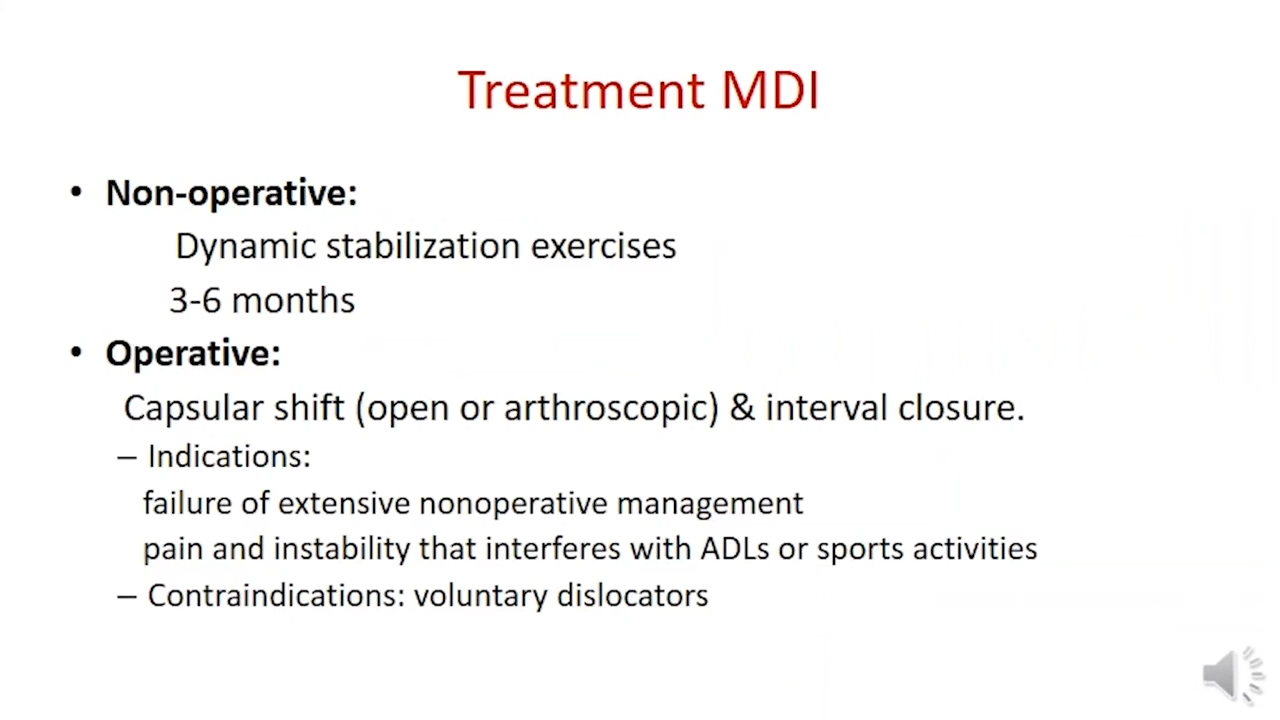 Treatment MDI
• Non-operative:
Dynamic stabilization exercises
3-6 months
• Operative:
Capsular shift (open or arthroscopic) & interval closure.
– Indications:
failure of extensive nonoperative management
pain and instability that interferes with ADLs or sports activities
– Contraindications: voluntary dislocators